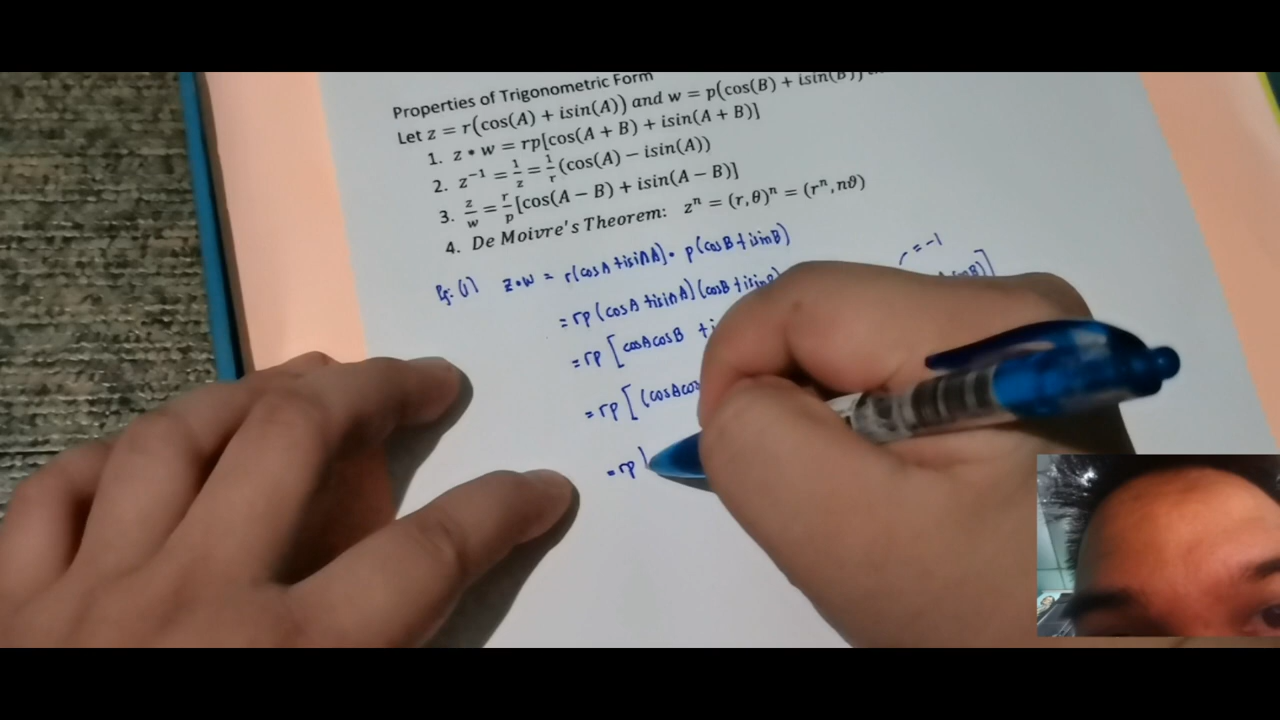 Properties of Trigonometric Form
Let z = r(cos(A) + isin(A)) and w = p(cos(B) + isin(B))
1. z • w = rp[cos(A + B) + isin(A + B)]
2. z⁻¹ = 1/z = 1/r (cos(A) − isin(A))
3. z/w = r/p [cos(A − B) + isin(A − B)]
4. De Moivre's Theorem: zⁿ = (r, θ)ⁿ = (rⁿ, nϑ)
Pf: (1) z•w = r(cosA+isinA)• p(cosB+isinB)
= rp (cosA +isinA)(cosB+isin
= -1
= rp [cosAcosB +i
= rp [(cosAcos
= rp